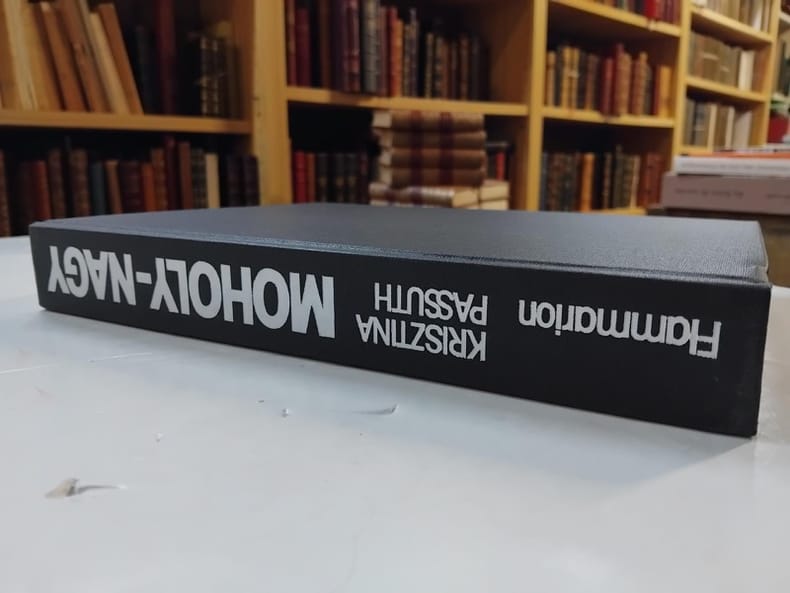 MOHOLY-NAGY
KRISZTINA
PASSUTH
Flammarion